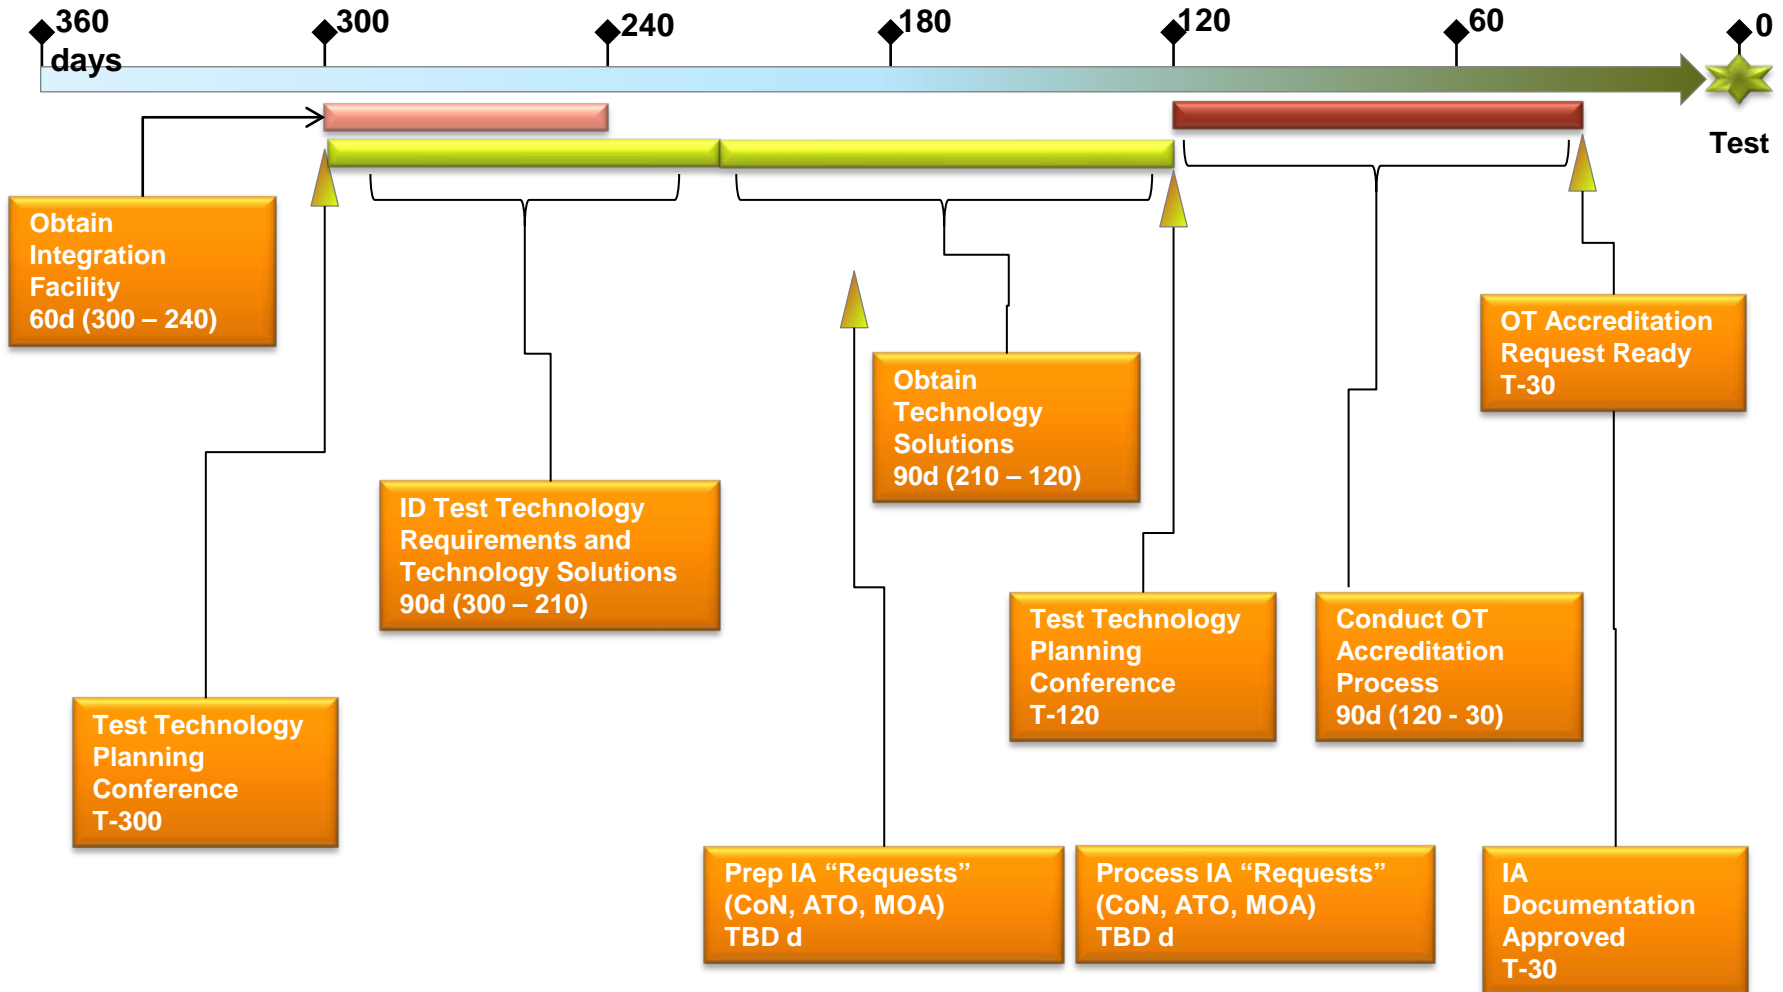 360
days
300
240
180
120
60
0
Test
Obtain
Integration
Facility
60d (300 – 240)
OT Accreditation
Request Ready
T-30
Obtain
Technology
Solutions
90d (210 – 120)
ID Test Technology
Requirements and
Technology Solutions
90d (300 – 210)
Test Technology
Planning
Conference
T-120
Conduct OT
Accreditation
Process
90d (120 - 30)
Test Technology
Planning
Conference
T-300
Prep IA “Requests”
(CoN, ATO, MOA)
TBD d
Process IA “Requests”
(CoN, ATO, MOA)
TBD d
IA
Documentation
Approved
T-30